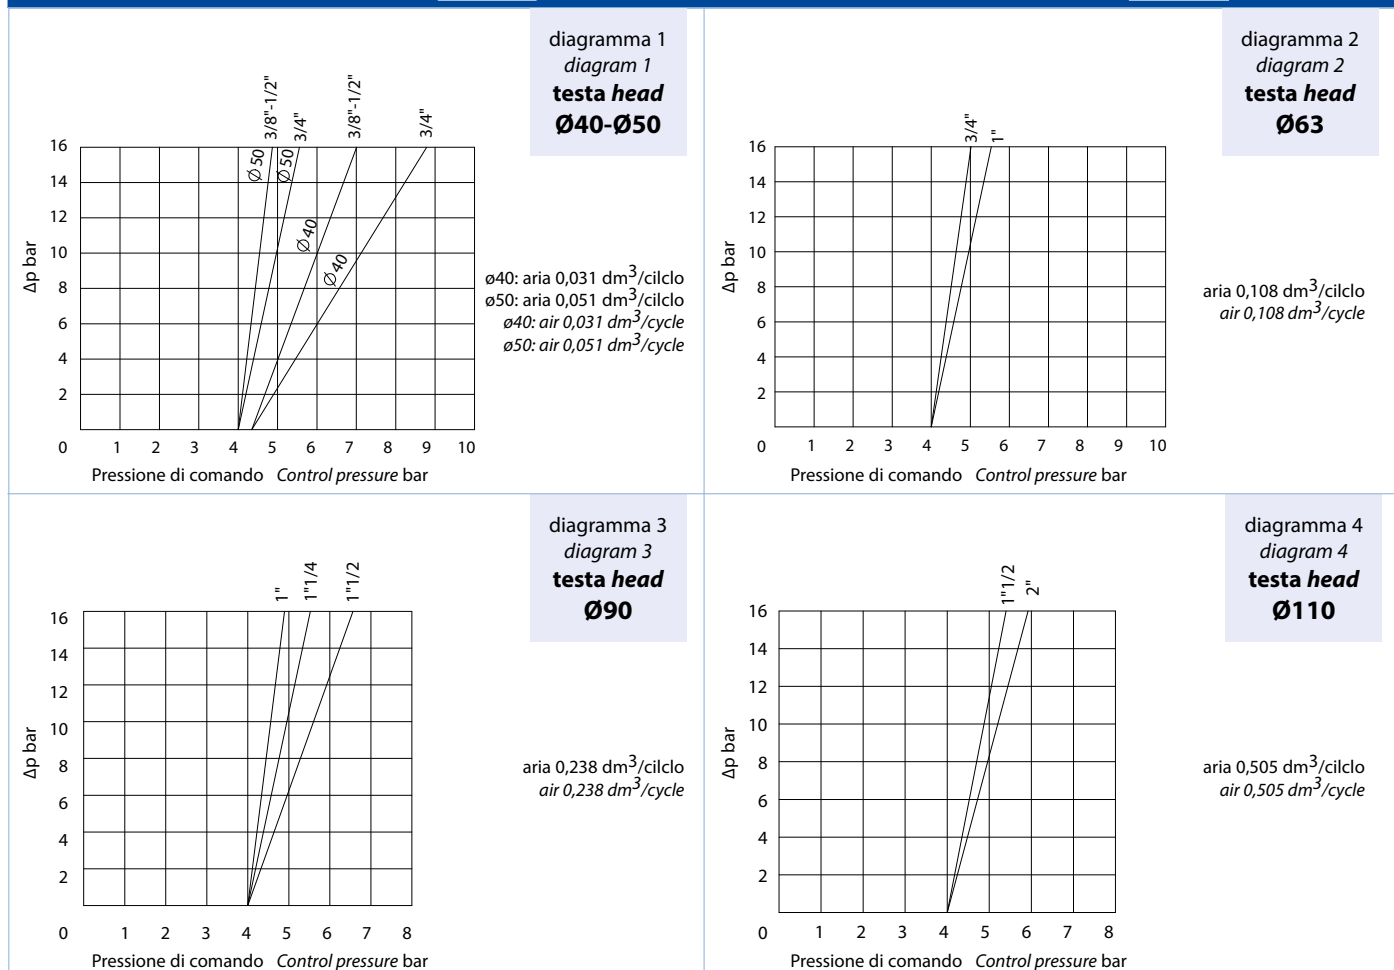 diagramma 1
diagram 1
testa head
Ø40-Ø50
3/8"-1/2"
3/4"
3/8"-1/2"
3/4"
Ø 50
Ø 50
Ø 40
Ø 40
16
14
12
10
8
6
4
2
0 1 2 3 4 5 6 7 8 9 10
Δp bar
Pressione di comando Control pressure bar
ø40: aria 0,031 dm3/cilclo
ø50: aria 0,051 dm3/cilclo
ø40: air 0,031 dm3/cycle
ø50: air 0,051 dm3/cycle
diagramma 2
diagram 2
testa head
Ø63
3/4"
1"
16
14
12
10
8
6
4
2
0 1 2 3 4 5 6 7 8 9 10
Δp bar
Pressione di comando Control pressure bar
aria 0,108 dm3/cilclo
air 0,108 dm3/cycle
diagramma 3
diagram 3
testa head
Ø90
1"
1"1/4
1"1/2
16
14
12
10
8
6
4
2
0 1 2 3 4 5 6 7 8
Δp bar
Pressione di comando Control pressure bar
aria 0,238 dm3/cilclo
air 0,238 dm3/cycle
diagramma 4
diagram 4
testa head
Ø110
1"1/2
2"
16
14
12
10
8
6
4
2
0 1 2 3 4 5 6 7 8
Δp bar
Pressione di comando Control pressure bar
aria 0,505 dm3/cilclo
air 0,505 dm3/cycle